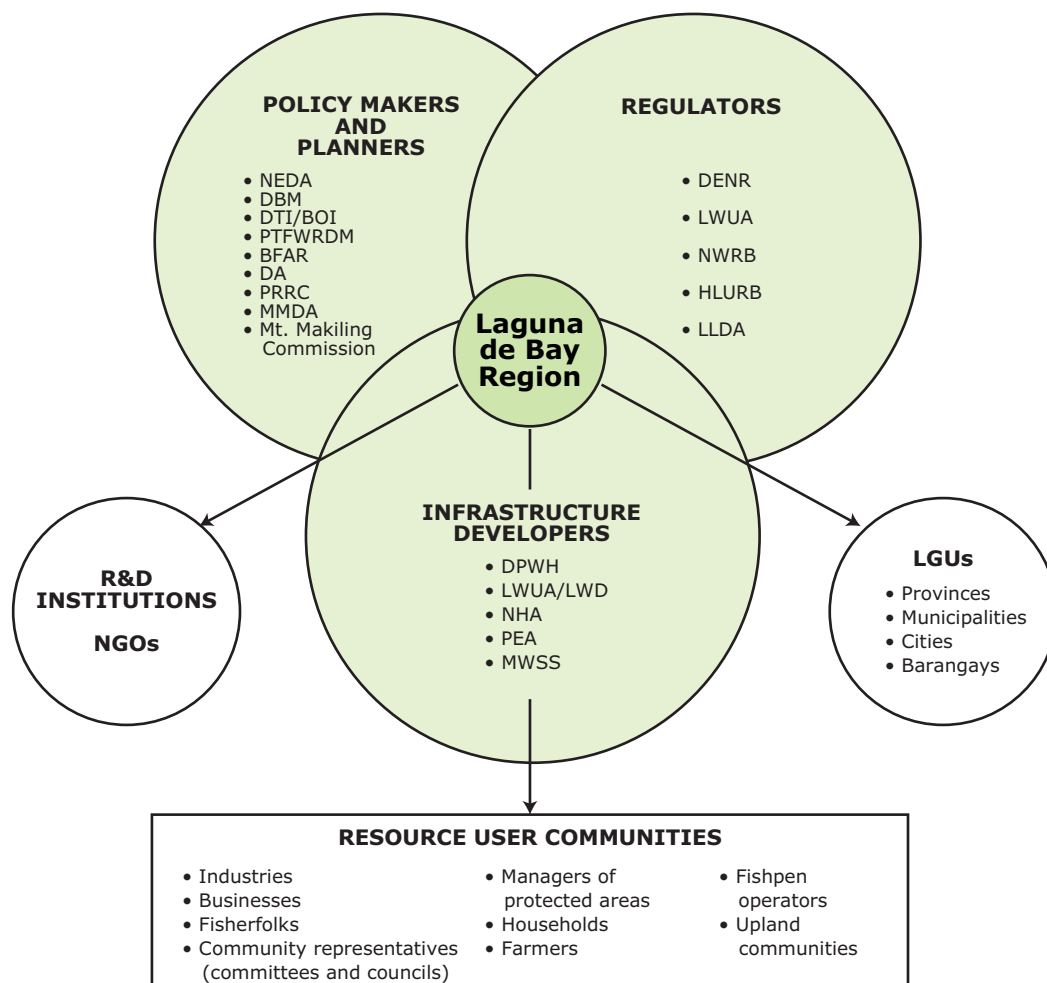 POLICY MAKERS
AND
PLANNERS
• NEDA
• DBM
• DTI/BOI
• PTFWRDM
• BFAR
• DA
• PRRC
• MMDA
• Mt. Makiling
Commission
REGULATORS
• DENR
• LWUA
• NWRB
• HLURB
• LLDA
Laguna
de Bay
Region
INFRASTRUCTURE
DEVELOPERS
• DPWH
• LWUA/LWD
• NHA
• PEA
• MWSS
R&D
INSTITUTIONS
NGOs
LGUs
• Provinces
• Municipalities
• Cities
• Barangays
RESOURCE USER COMMUNITIES
• Industries
• Businesses
• Fisherfolks
• Community representatives
(committees and councils)
• Managers of
protected areas
• Households
• Farmers
• Fishpen
operators
• Upland
communities